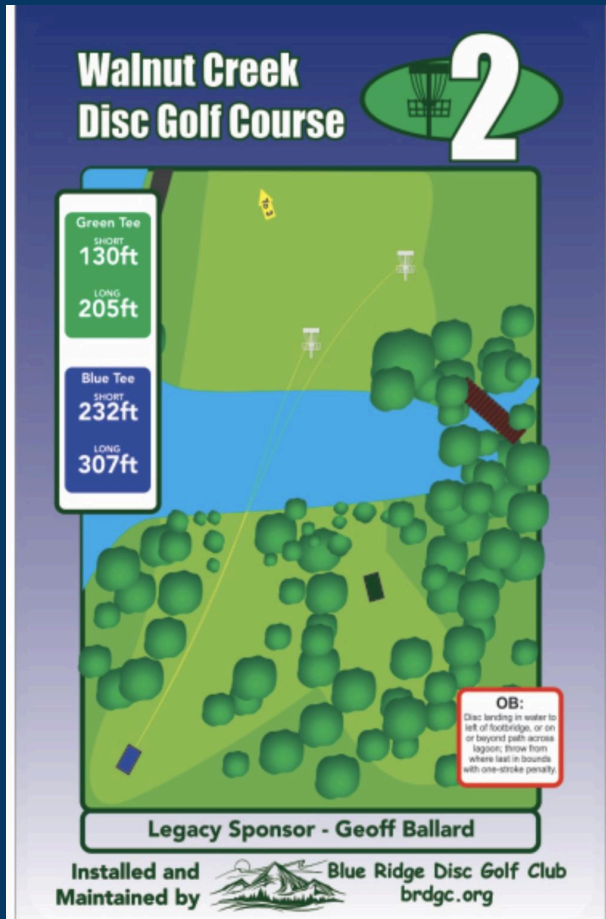 Walnut Creek
Disc Golf Course
2
To 3
Green Tee
SHORT
130ft
LONG
205ft
Blue Tee
SHORT
232ft
LONG
307ft
OB:
Disc landing in water to
left of footbridge, or on
or beyond path across
lagoon; throw from
where last in bounds
with one-stroke penalty.
Legacy Sponsor - Geoff Ballard
Installed and
Maintained by
Blue Ridge Disc Golf Club
brdgc.org